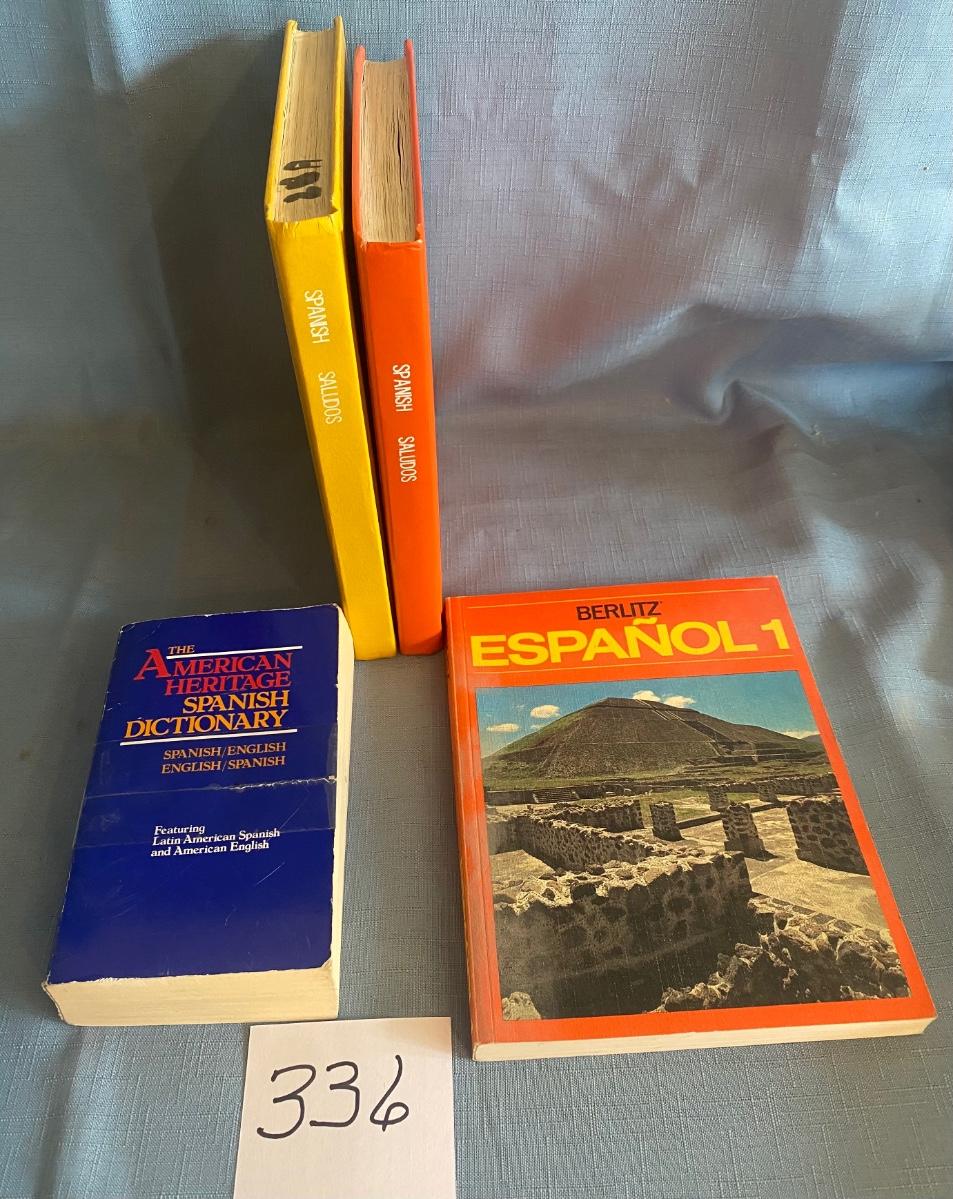 SPANISH SALUDOS
SPANISH SALUDOS
THE
AMERICAN
HERITAGE
SPANISH
DICTIONARY
SPANISH/ENGLISH
ENGLISH/SPANISH
Featuring
Latin American Spanish
and American English
BERLITZ
ESPAÑOL 1
336